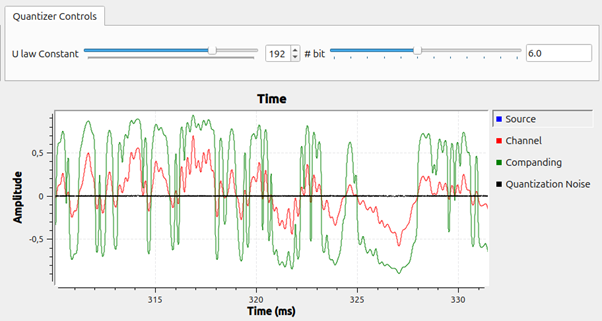 Quantizer Controls
U law Constant 192 # bit 6.0
Time
Amplitude
0,5
0
-0,5
315 320 325 330
Time (ms)
Source
Channel
Companding
Quantization Noise